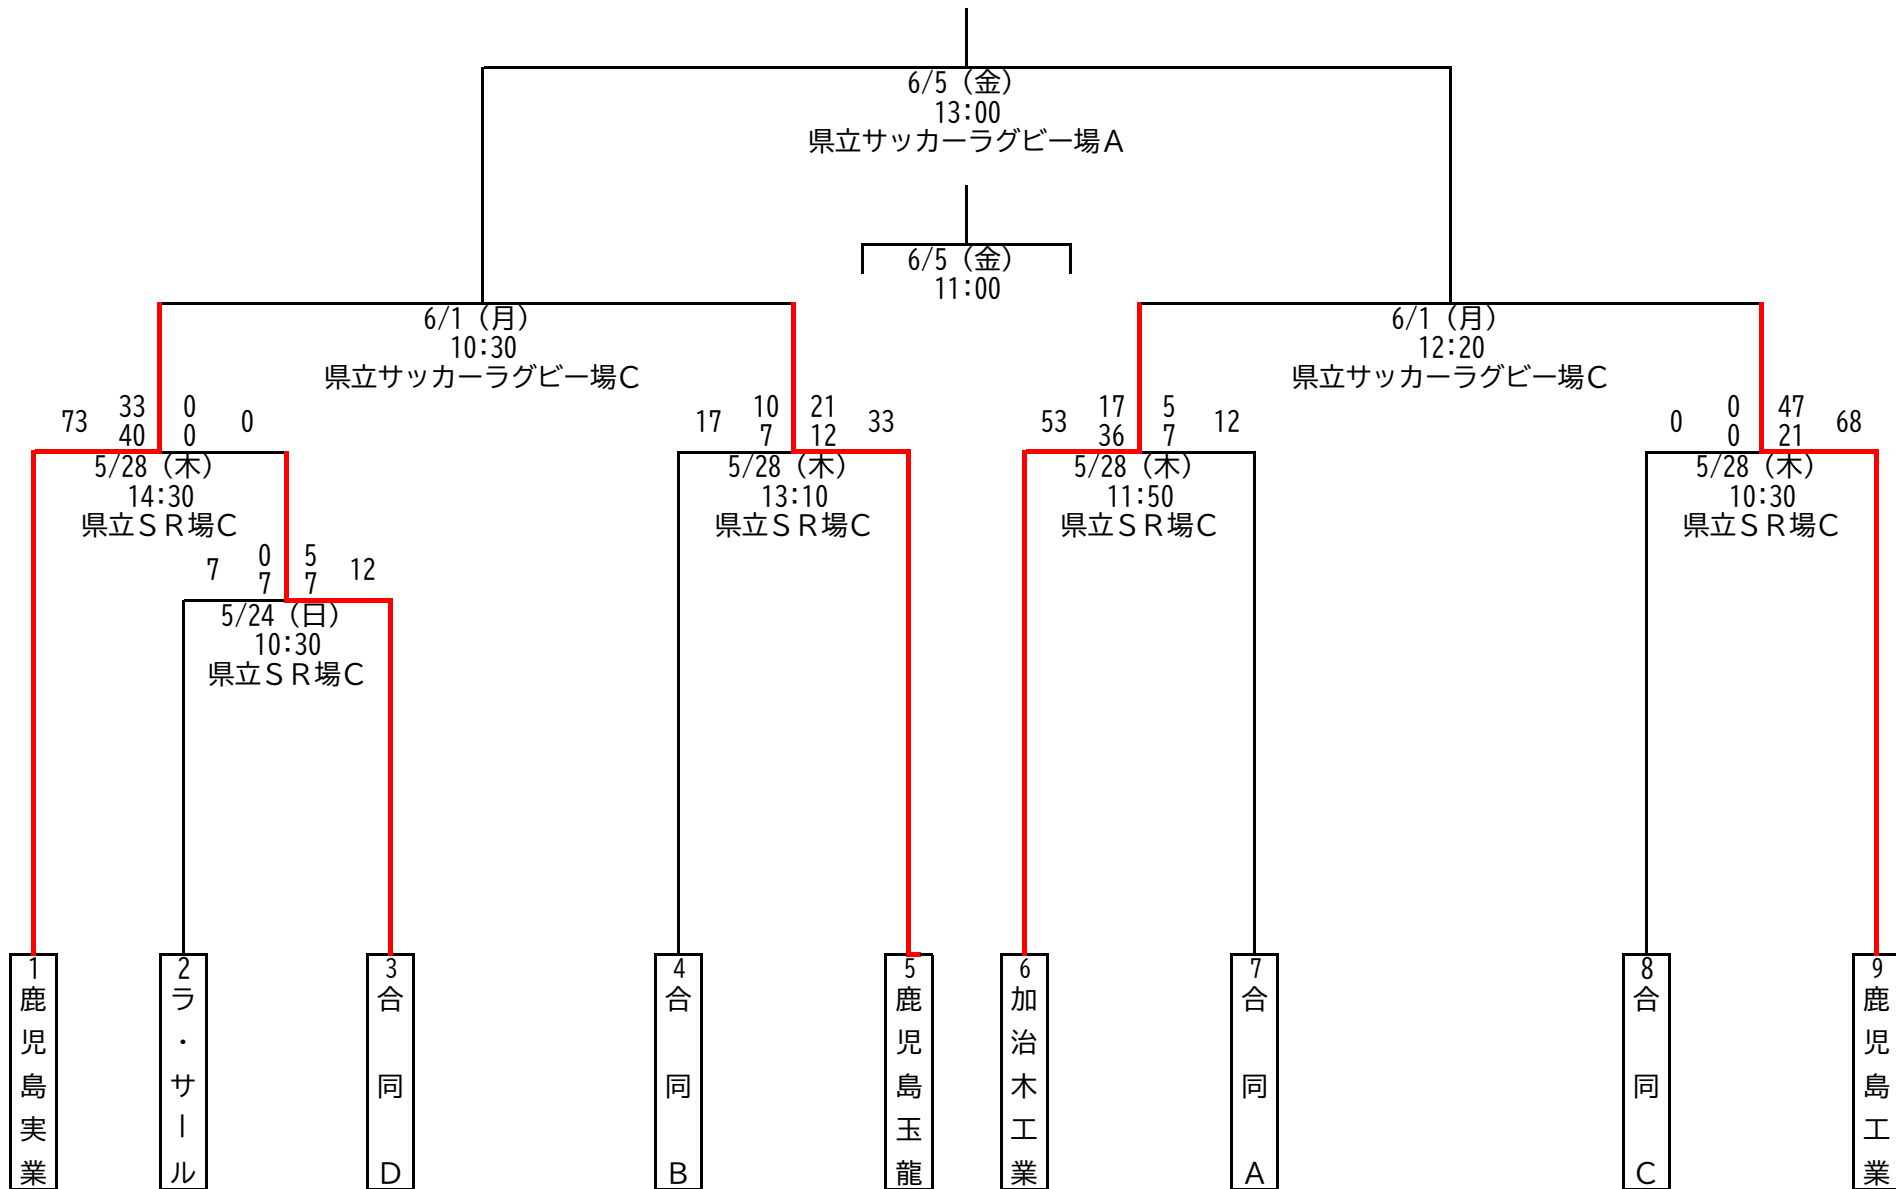 6/5（金）
13:00
県立サッカーラグビー場A
6/5（金）
11:00
6/1（月）
10:30
県立サッカーラグビー場C
6/1（月）
12:20
県立サッカーラグビー場C
73 33 0 0
40 0
5/28（木）
14:30
県立ＳＲ場C
17 10 21 33
7 12
5/28（木）
13:10
県立ＳＲ場C
53 17 5 12
36 7
5/28（木）
11:50
県立ＳＲ場C
0 0 47 68
0 21
5/28（木）
10:30
県立ＳＲ場C
7 0 5 12
7 7
5/24（日）
10:30
県立ＳＲ場C
1
鹿児島実業
2
ラ・サール
3
合同D
4
合同B
5
鹿児島玉龍
6
加治木工業
7
合同A
8
合同C
9
鹿児島工業